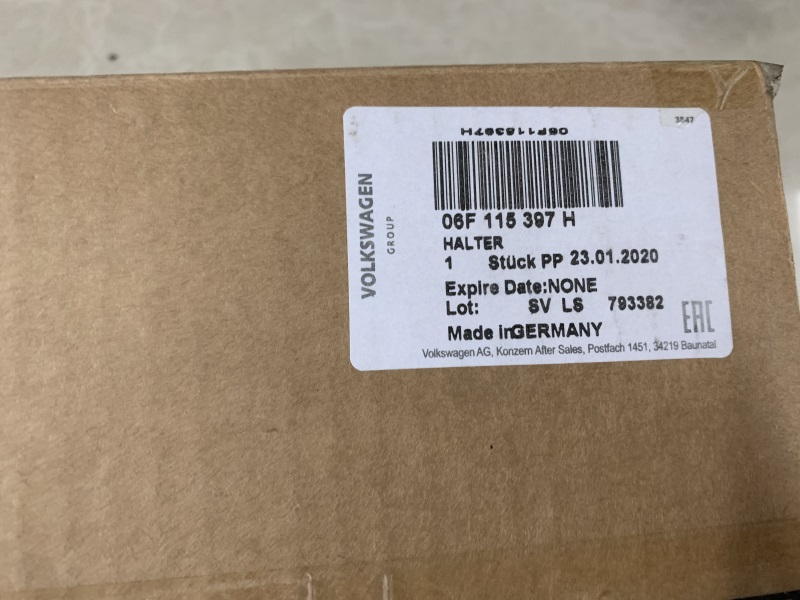 3847
06F115397H
VOLKSWAGEN
GROUP
06F 115 397 H
HALTER
1 Stück PP 23.01.2020
Expire Date:NONE
Lot: SV LS 793382
Made inGERMANY
EAC
Volkswagen AG, Konzern After Sales, Postfach 1451, 34219 Baunatal